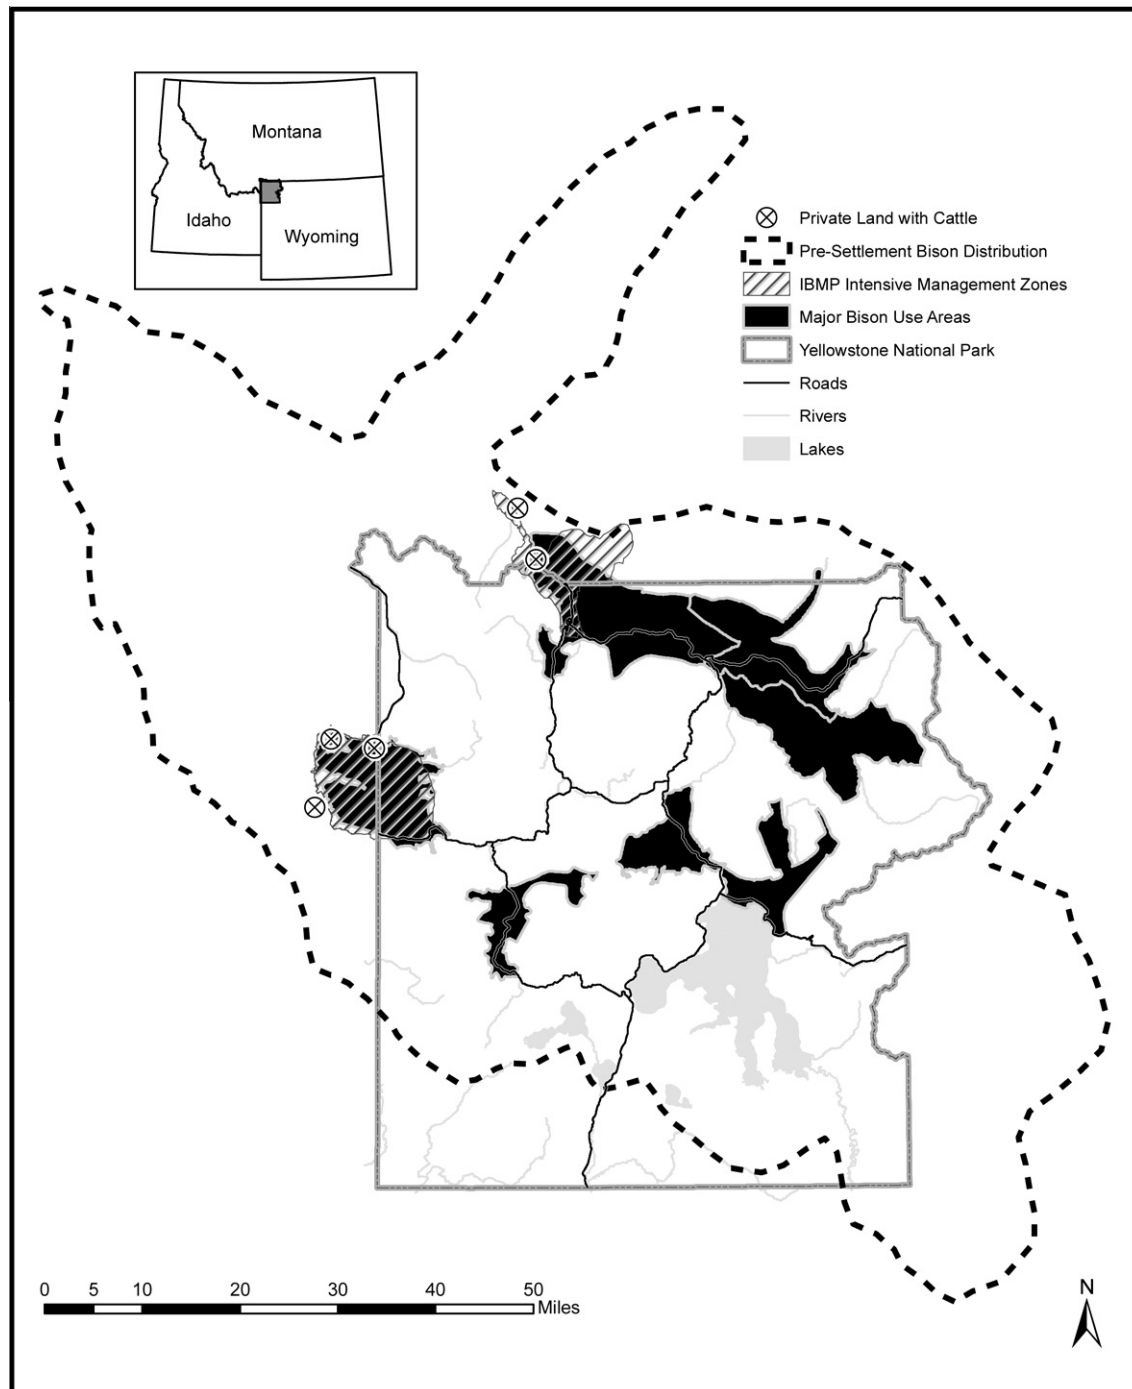 Montana
Idaho
Wyoming
Private Land with Cattle
Pre-Settlement Bison Distribution
IBMP Intensive Management Zones
Major Bison Use Areas
Yellowstone National Park
Roads
Rivers
Lakes
0 5 10 20 30 40 50
Miles
N